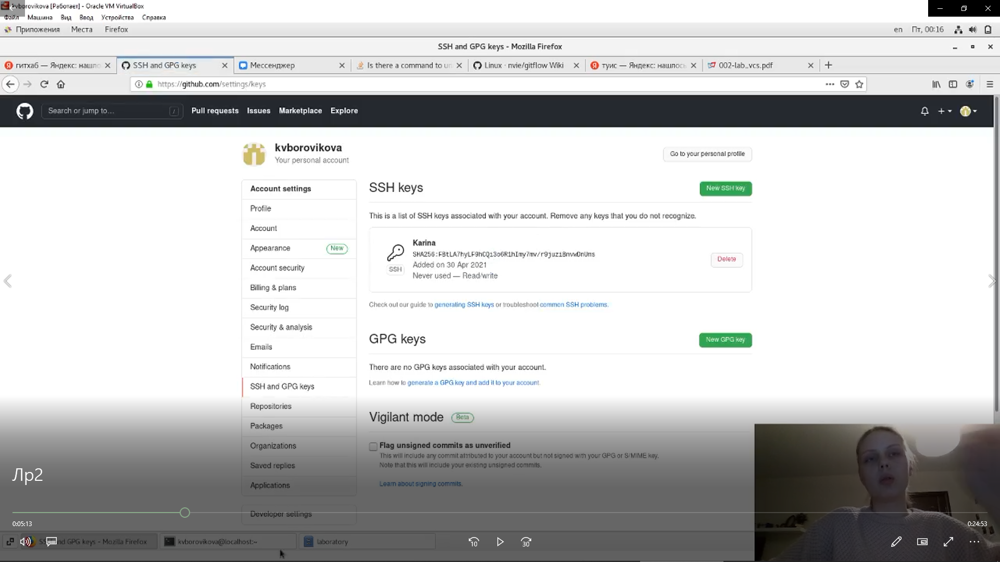 kvborovikova [Работает] - Oracle VM VirtualBox
Файл Машина Вид Ввод Устройства Справка
Приложения Места Firefox en Пт, 00:16
SSH and GPG keys - Mozilla Firefox
гитхаб — Яндекс: нашло SSH and GPG keys Мессенджер Is there a command to un Linux · nvie/gitflow Wiki туис — Яндекс: нашлось 002-lab_vcs.pdf
https://github.com/settings/keys
Search or jump to... / Pull requests Issues Marketplace Explore
kvborovikova
Your personal account
Go to your personal profile
Account settings
Profile
Account
Appearance New
Account security
Billing & plans
Security log
Security & analysis
Emails
Notifications
SSH and GPG keys
Repositories
Packages
Organizations
Saved replies
Applications
Developer settings
SSH keys New SSH key
This is a list of SSH keys associated with your account. Remove any keys that you do not recognize.
Karina
SSH
Added on 30 Apr 2021
Never used — Read/write
Delete
Check out our guide to generating SSH keys or troubleshoot common SSH problems.
GPG keys New GPG key
There are no GPG keys associated with your account.
Learn how to generate a GPG key and add it to your account.
Vigilant mode Beta
Flag unsigned commits as unverified
This will include any commit attributed to your account but not signed with your GPG or S/MIME key.
Note that this will include your existing unsigned commits.
Learn about signing commits.
Лр2
0:05:13 0:24:53
and GPG keys - Mozilla Firefox kvborovikova@localhost:~ laboratory
10 30